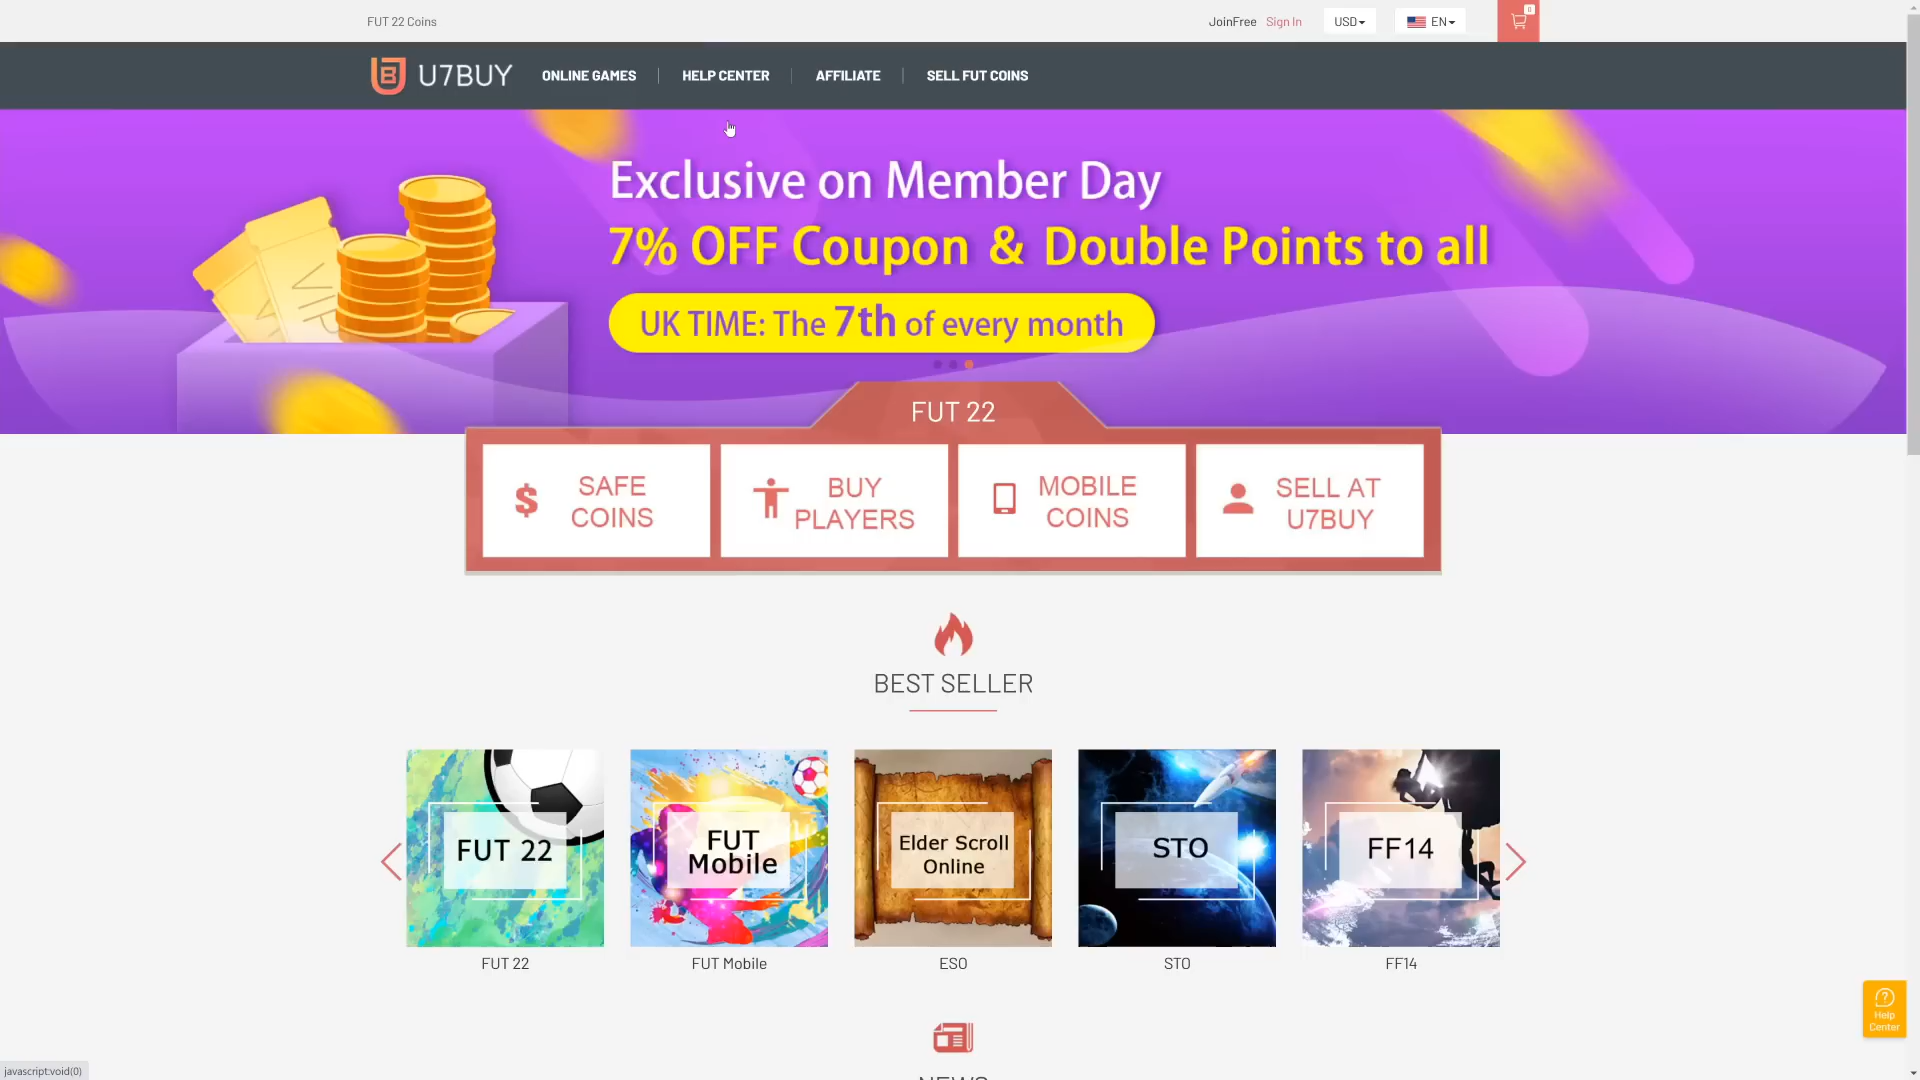 FUT 22 Coins
JoinFree Sign In USD EN 0
U7BUY ONLINE GAMES HELP CENTER AFFILIATE SELL FUT COINS
Exclusive on Member Day
7% OFF Coupon & Double Points to all
UK TIME: The 7th of every month
VIP
FUT 22
SAFE
COINS
BUY
PLAYERS
MOBILE
COINS
SELL AT
U7BUY
BEST SELLER
FUT 22
FUT
Mobile
Elder Scroll
Online
STO
FF14
FUT 22
FUT Mobile
ESO
STO
FF14
Help
Center
NEWS
javascript:void(0)